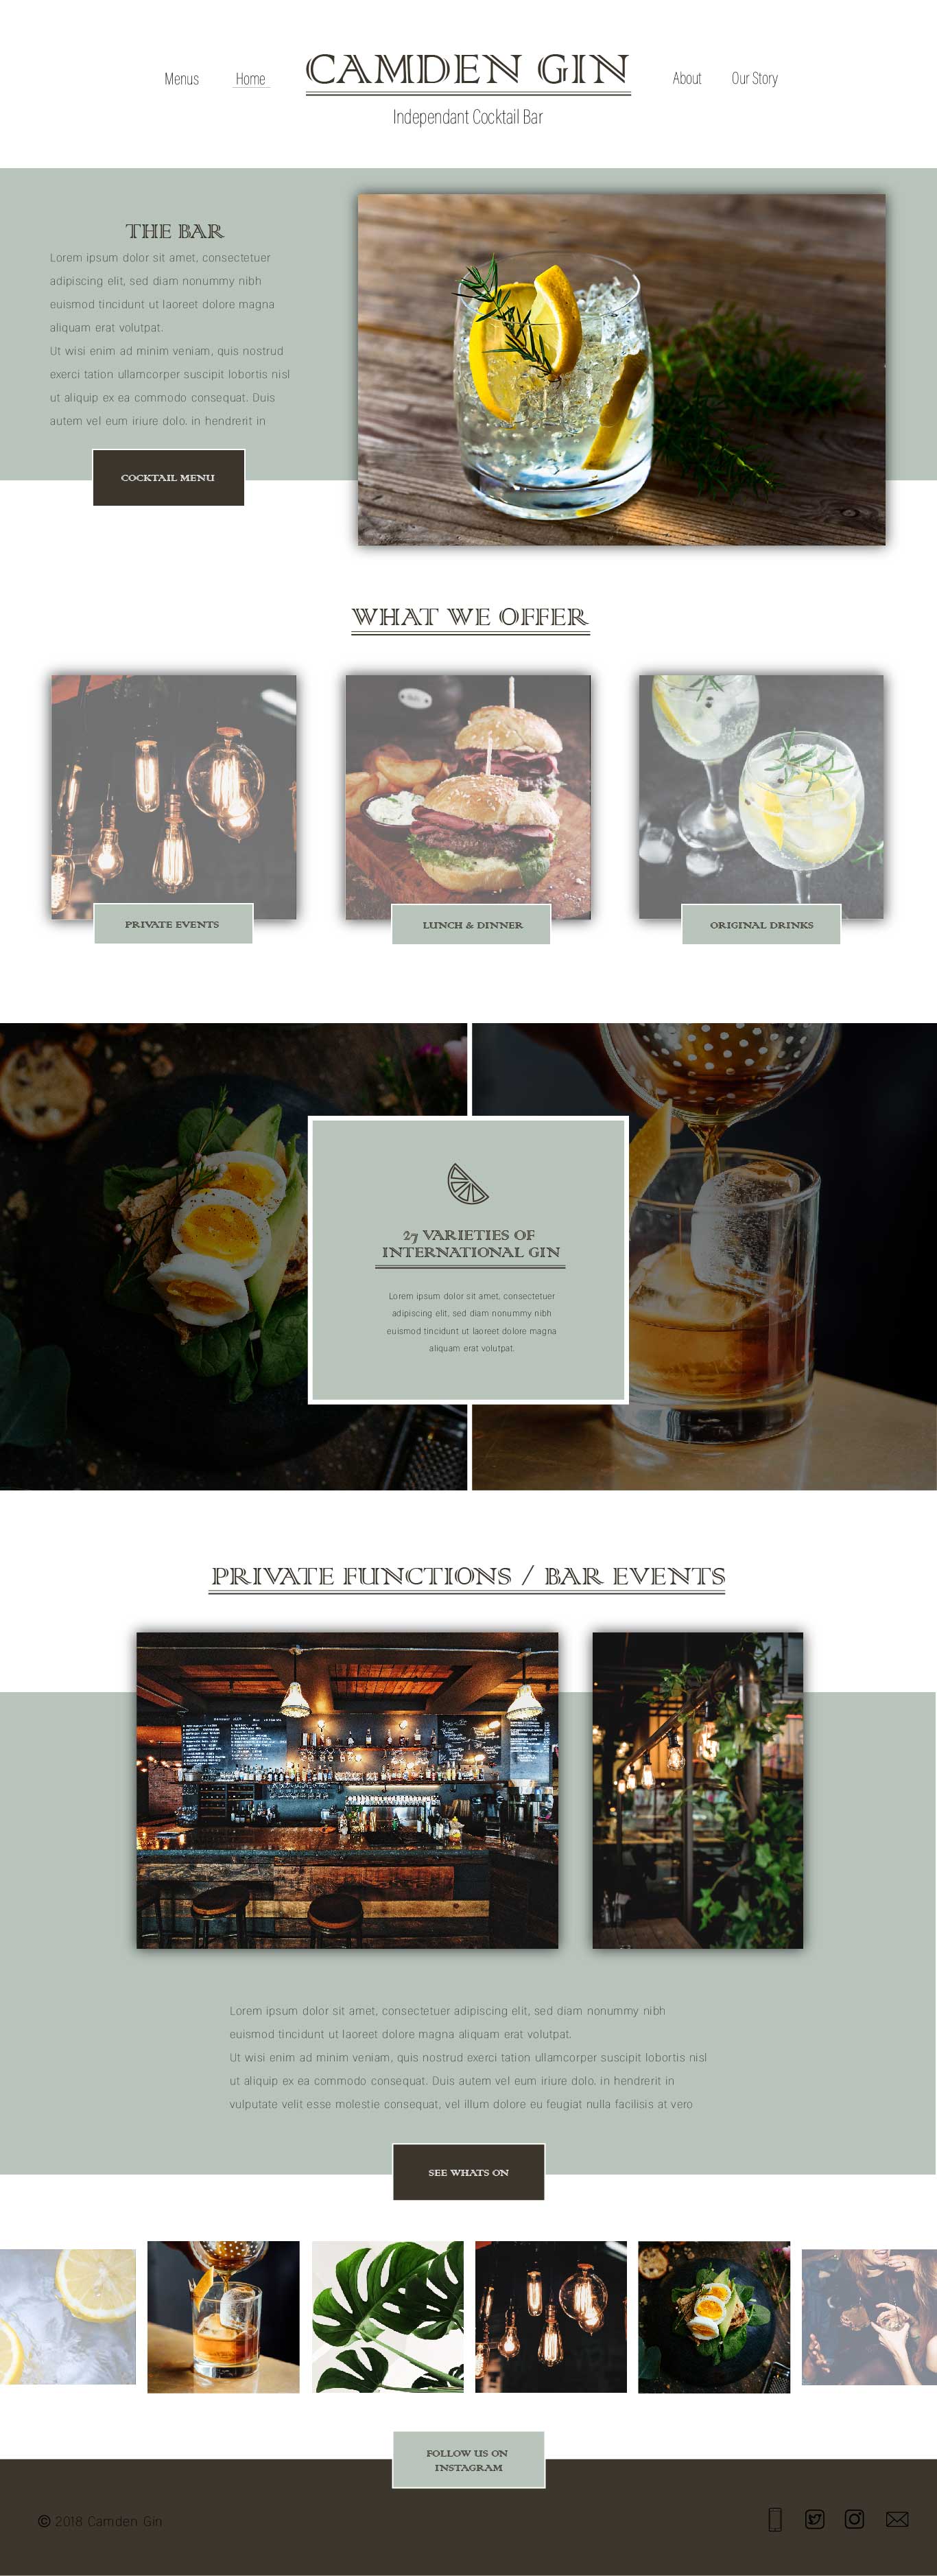 Menus
Home
CAMDEN GIN
About
Our Story
Independant Cocktail Bar
THE BAR
Lorem ipsum dolor sit amet, consectetuer
adipiscing elit, sed diam nonummy nibh
euismod tincidunt ut laoreet dolore magna
aliquam erat volutpat.
Ut wisi enim ad minim veniam, quis nostrud
exerci tation ullamcorper suscipit lobortis nisl
ut aliquip ex ea commodo consequat. Duis
autem vel eum iriure dolo. in hendrerit in
COCKTAIL MENU
WHAT WE OFFER
PRIVATE EVENTS
LUNCH & DINNER
ORIGINAL DRINKS
27 VARIETIES OF
INTERNATIONAL GIN
Lorem ipsum dolor sit amet, consectetuer
adipiscing elit, sed diam nonummy nibh
euismod tincidunt ut laoreet dolore magna
aliquam erat volutpat.
PRIVATE FUNCTIONS / BAR EVENTS
Lorem ipsum dolor sit amet, consectetuer adipiscing elit, sed diam nonummy nibh
euismod tincidunt ut laoreet dolore magna aliquam erat volutpat.
Ut wisi enim ad minim veniam, quis nostrud exerci tation ullamcorper suscipit lobortis nisl
ut aliquip ex ea commodo consequat. Duis autem vel eum iriure dolo. in hendrerit in
vulputate velit esse molestie consequat, vel illum dolore eu feugiat nulla facilisis at vero
SEE WHATS ON
FOLLOW US ON
INSTAGRAM
© 2018 Camden Gin